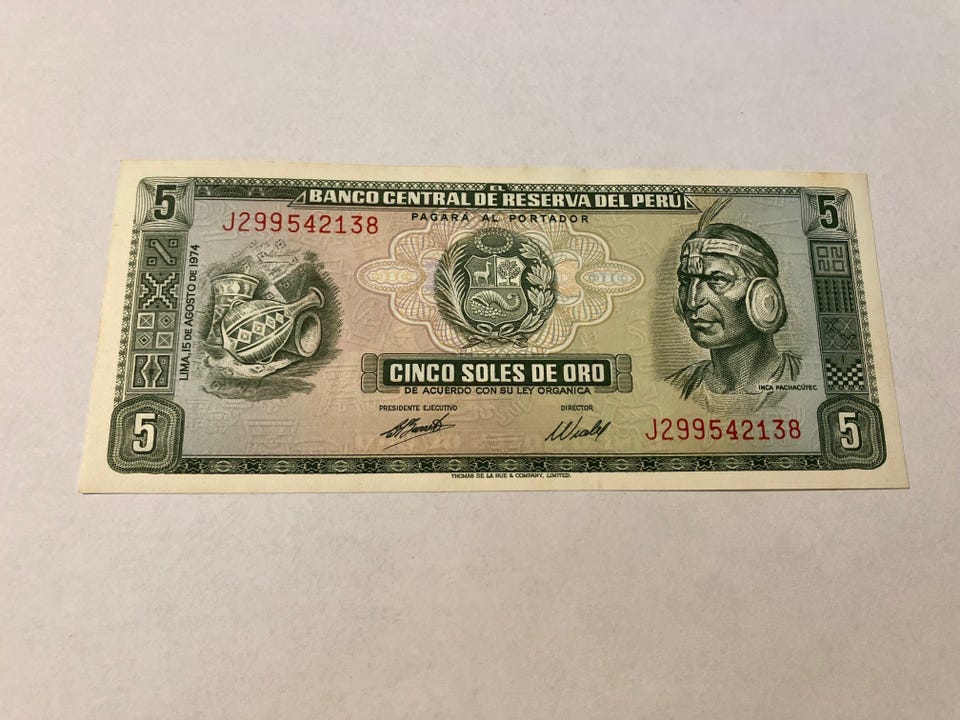 5
EL
5
BANCO CENTRAL DE RESERVA DEL PERÚ
PAGARÁ AL PORTADOR
J299542138
LIMA, 15 DE AGOSTO DE 1974
CINCO SOLES DE ORO
DE ACUERDO CON SU LEY ORGANICA
INCA PACHACÚTEC
PRESIDENTE EJECUTIVO
DIRECTOR
J299542138
5
5
THOMAS DE LA RUE & COMPANY, LIMITED.